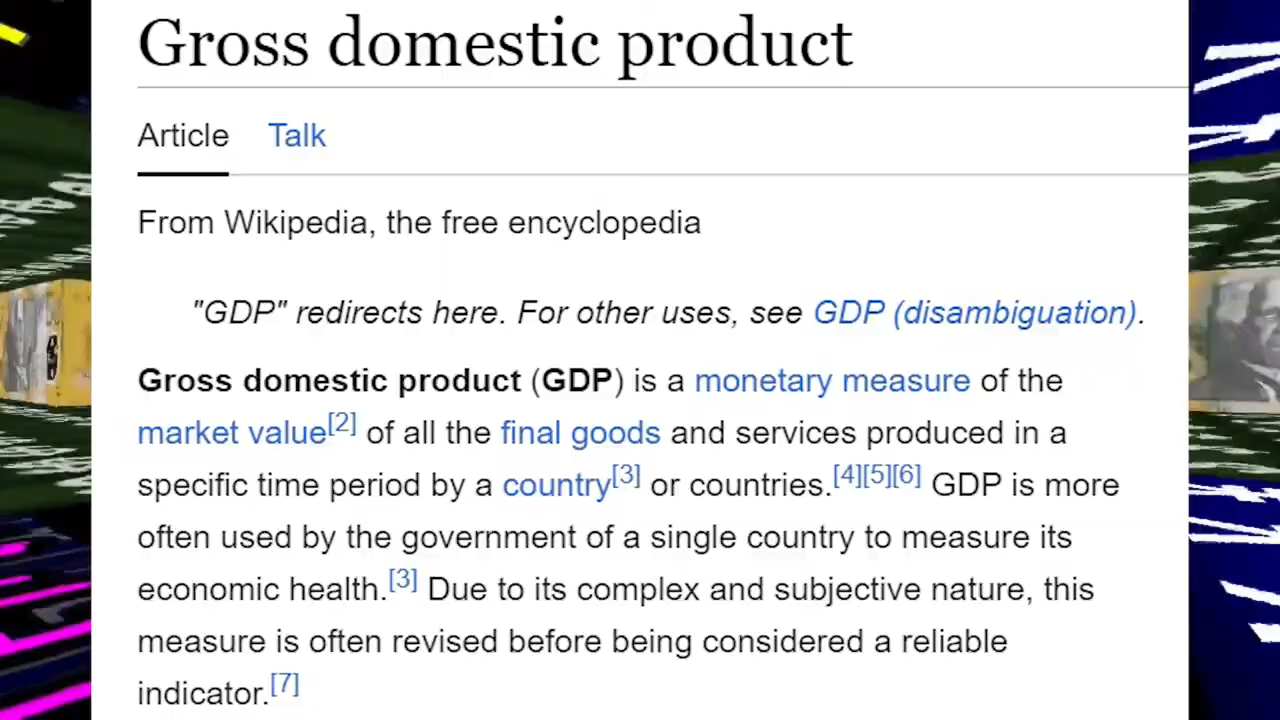 Gross domestic product
Article Talk
From Wikipedia, the free encyclopedia
"GDP" redirects here. For other uses, see GDP (disambiguation).
Gross domestic product (GDP) is a monetary measure of the
market value[2] of all the final goods and services produced in a
specific time period by a country[3] or countries.[4][5][6] GDP is more
often used by the government of a single country to measure its
economic health.[3] Due to its complex and subjective nature, this
measure is often revised before being considered a reliable
indicator.[7]